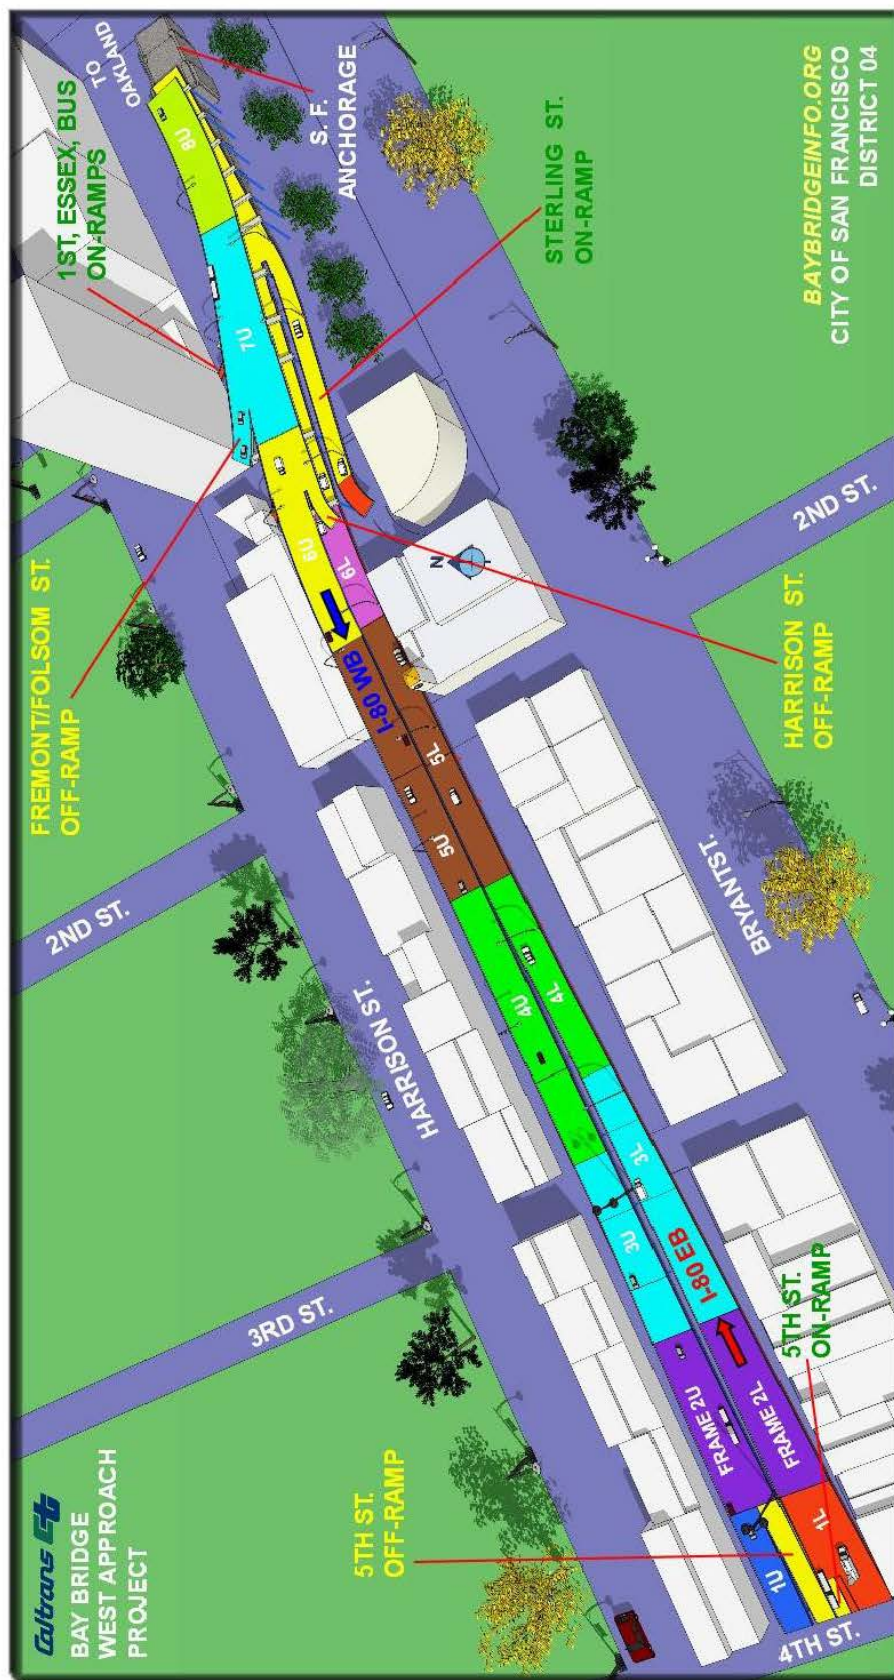 Caltrans
BAY BRIDGE
WEST APPROACH
PROJECT
5TH ST.
OFF-RAMP
3RD ST.
2ND ST.
HARRISON ST.
FREMONT/FOLSOM ST.
OFF-RAMP
1ST, ESSEX, BUS
ON-RAMPS
TO
OAKLAND
S. F.
ANCHORAGE
STERLING ST.
ON-RAMP
8U
7U
6U
6L
I-80 WB
5U
5L
4U
4L
3U
3L
I-80 EB
FRAME 2U
FRAME 2L
1U
1L
4TH ST.
5TH ST.
ON-RAMP
BRYANTST.
N
HARRISON ST.
OFF-RAMP
2ND ST.
BAYBRIDGEINFO.ORG
CITY OF SAN FRANCISCO
DISTRICT 04